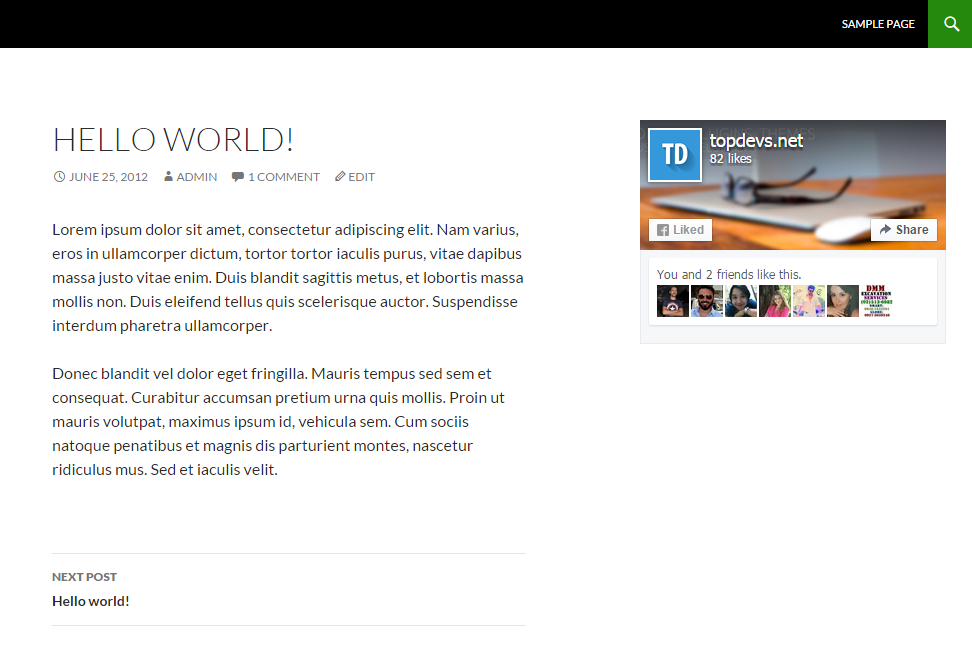 SAMPLE PAGE
HELLO WORLD!
JUNE 25, 2012 ADMIN 1 COMMENT EDIT
Lorem ipsum dolor sit amet, consectetur adipiscing elit. Nam varius,
eros in ullamcorper dictum, tortor tortor iaculis purus, vitae dapibus
massa justo vitae enim. Duis blandit sagittis metus, et lobortis massa
mollis non. Duis eleifend tellus quis scelerisque auctor. Suspendisse
interdum pharetra ullamcorper.
Donec blandit vel dolor eget fringilla. Mauris tempus sed sem et
consequat. Curabitur accumsan pretium urna quis mollis. Proin ut
mauris volutpat, maximus ipsum id, vehicula sem. Cum sociis
natoque penatibus et magnis dis parturient montes, nascetur
ridiculus mus. Sed et iaculis velit.
NEXT POST
Hello world!
THEMES
TD
topdevs.net
82 likes
Liked
Share
You and 2 friends like this.
DMM
EXCAVATION
SERVICES